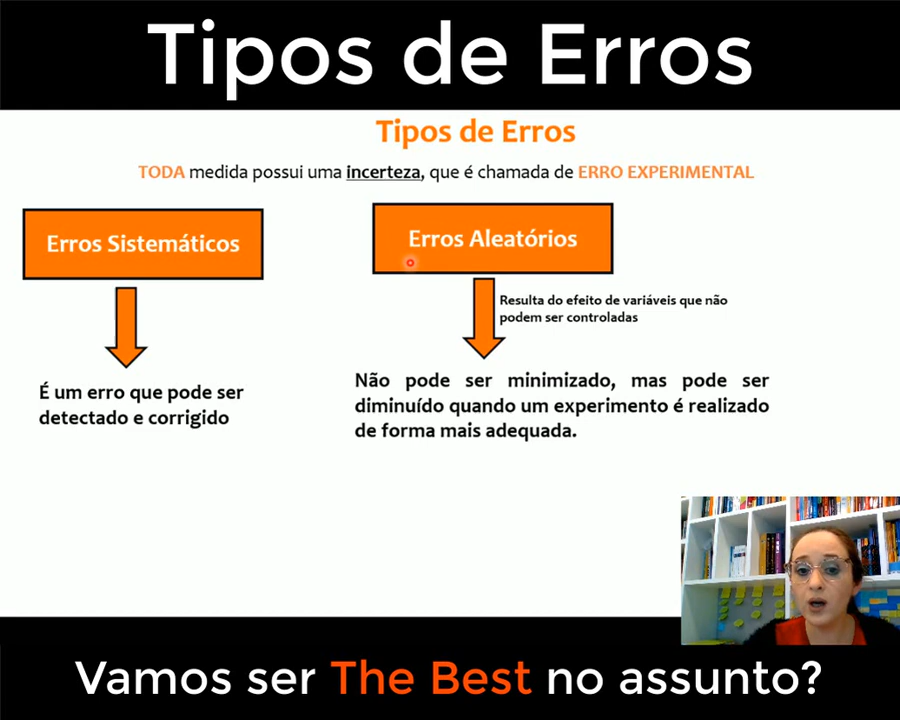 Tipos de Erros
Tipos de Erros
TODA medida possui uma incerteza, que é chamada de ERRO EXPERIMENTAL
Erros Sistemáticos
É um erro que pode ser
detectado e corrigido
Erros Aleatórios
Resulta do efeito de variáveis que não
podem ser controladas
Não pode ser minimizado, mas pode ser
diminuído quando um experimento é realizado
de forma mais adequada.
Vamos ser The Best no assunto?